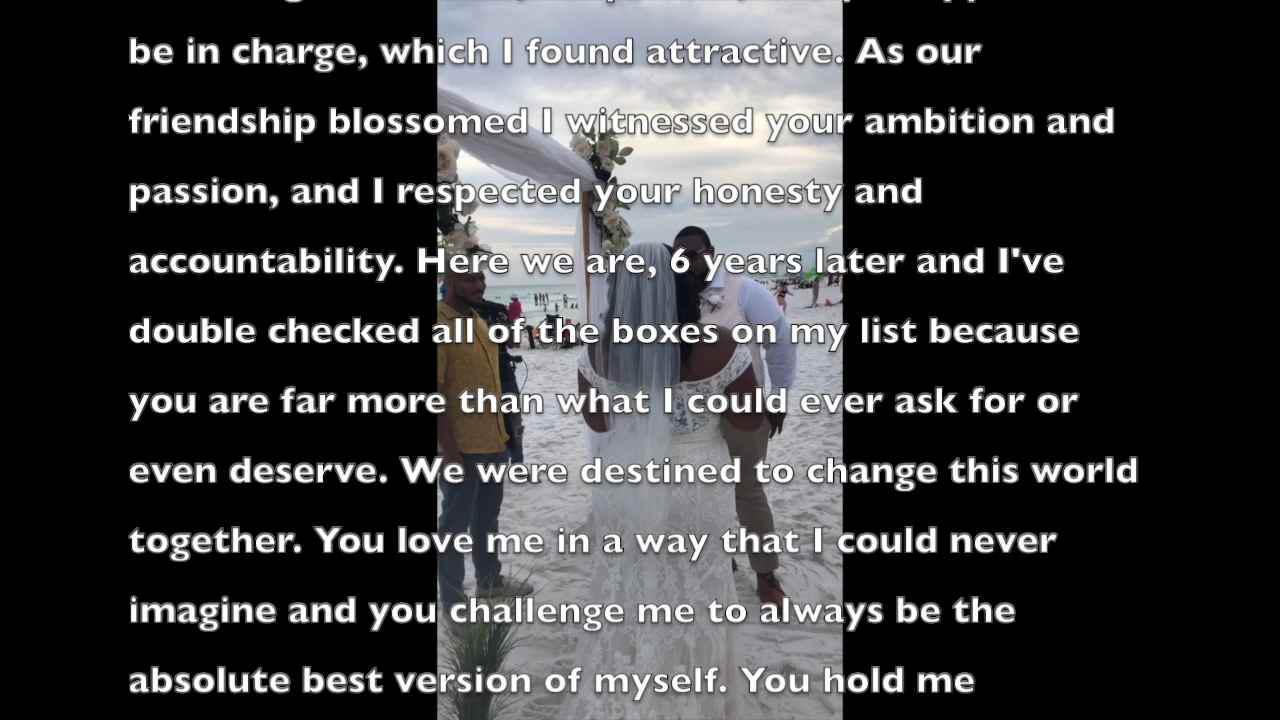 be in charge, which I found attractive. As our
friendship blossomed I witnessed your ambition and
passion, and I respected your honesty and
accountability. Here we are, 6 years later and I've
double checked all of the boxes on my list because
you are far more than what I could ever ask for or
even deserve. We were destined to change this world
together. You love me in a way that I could never
imagine and you challenge me to always be the
absolute best version of myself. You hold me